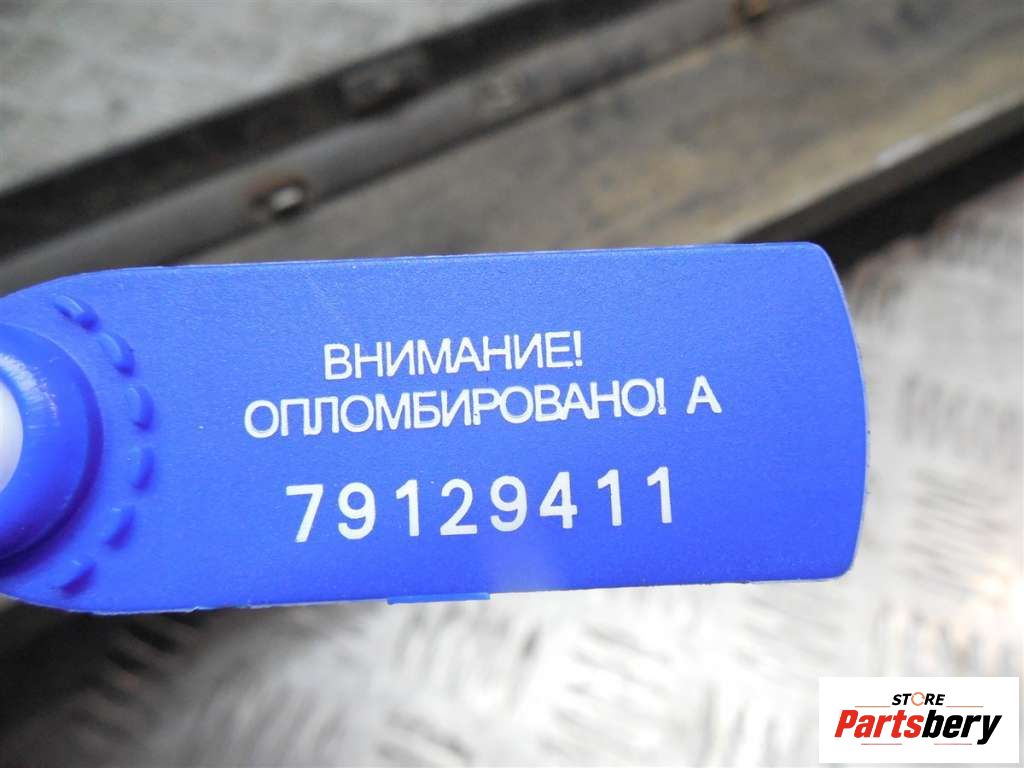 ВНИМАНИЕ!
ОПЛОМБИРОВАНО! А
79129411
STORE
Partsbery